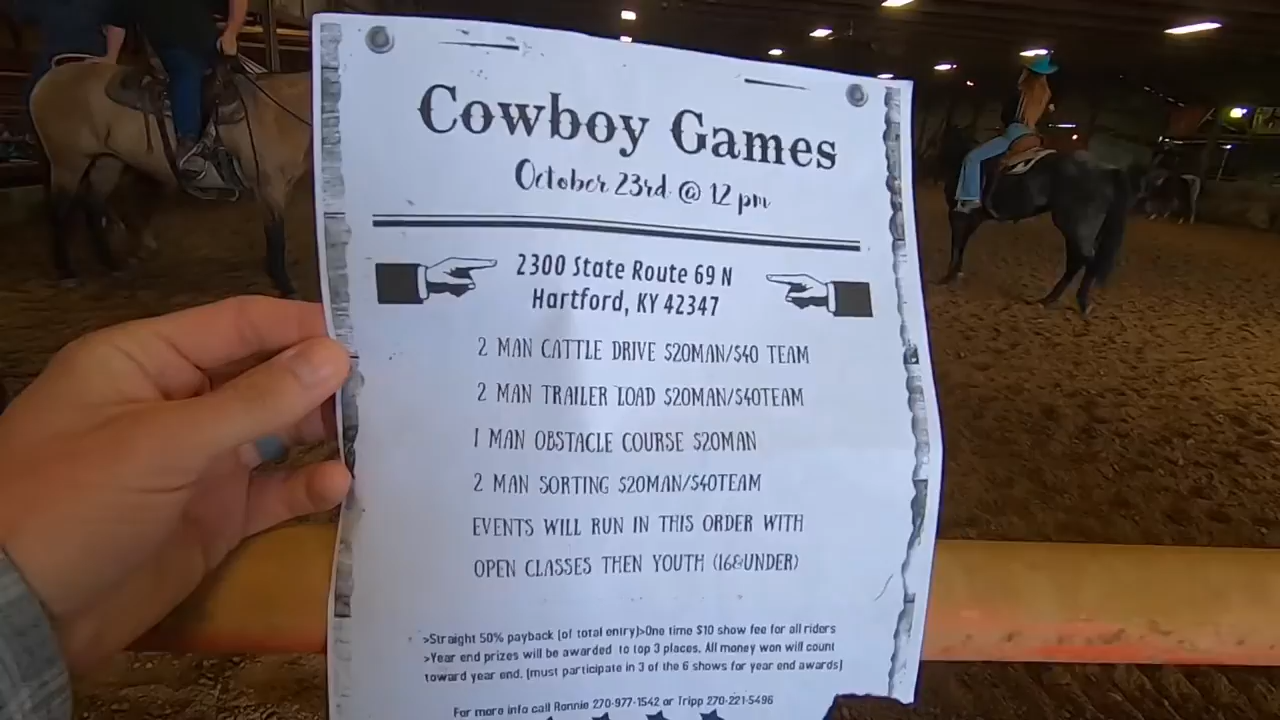 Cowboy Games
October 23rd @ 12 pm
2300 State Route 69 N
Hartford, KY 42347
2 MAN CATTLE DRIVE $20MAN/$40 TEAM
2 MAN TRAILER LOAD $20MAN/$40TEAM
1 MAN OBSTACLE COURSE $20MAN
2 MAN SORTING $20MAN/$40TEAM
EVENTS WILL RUN IN THIS ORDER WITH
OPEN CLASSES THEN YOUTH (16&UNDER)
>Straight 50% payback (of total entry)>One time $10 show fee for all riders
>Year end prizes will be awarded to top 3 places. All money won will count
toward year end. (must participate in 3 of the 6 shows for year end awards)
For more info call Ronnie 270-977-1542 or Tripp 270-221-5496